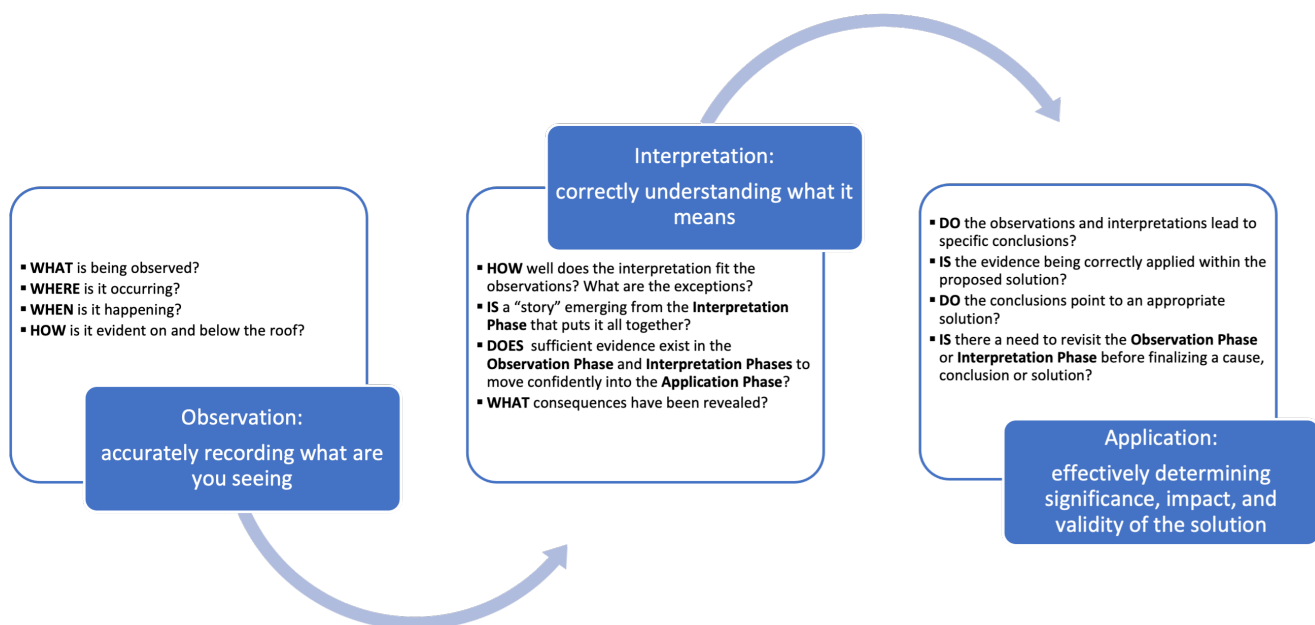 ▪ WHAT is being observed?
▪ WHERE is it occurring?
▪ WHEN is it happening?
▪ HOW is it evident on and below the roof?
Observation:
accurately recording what are
you seeing
Interpretation:
correctly understanding what it
means
▪ HOW well does the interpretation fit the
observations? What are the exceptions?
▪ IS a “story” emerging from the Interpretation
Phase that puts it all together?
▪ DOES sufficient evidence exist in the
Observation Phase and Interpretation Phases to
move confidently into the Application Phase?
▪ WHAT consequences have been revealed?
▪ DO the observations and interpretations lead to
specific conclusions?
▪ IS the evidence being correctly applied within the
proposed solution?
▪ DO the conclusions point to an appropriate
solution?
▪ IS there a need to revisit the Observation Phase
or Interpretation Phase before finalizing a cause,
conclusion or solution?
Application:
effectively determining
significance, impact, and
validity of the solution